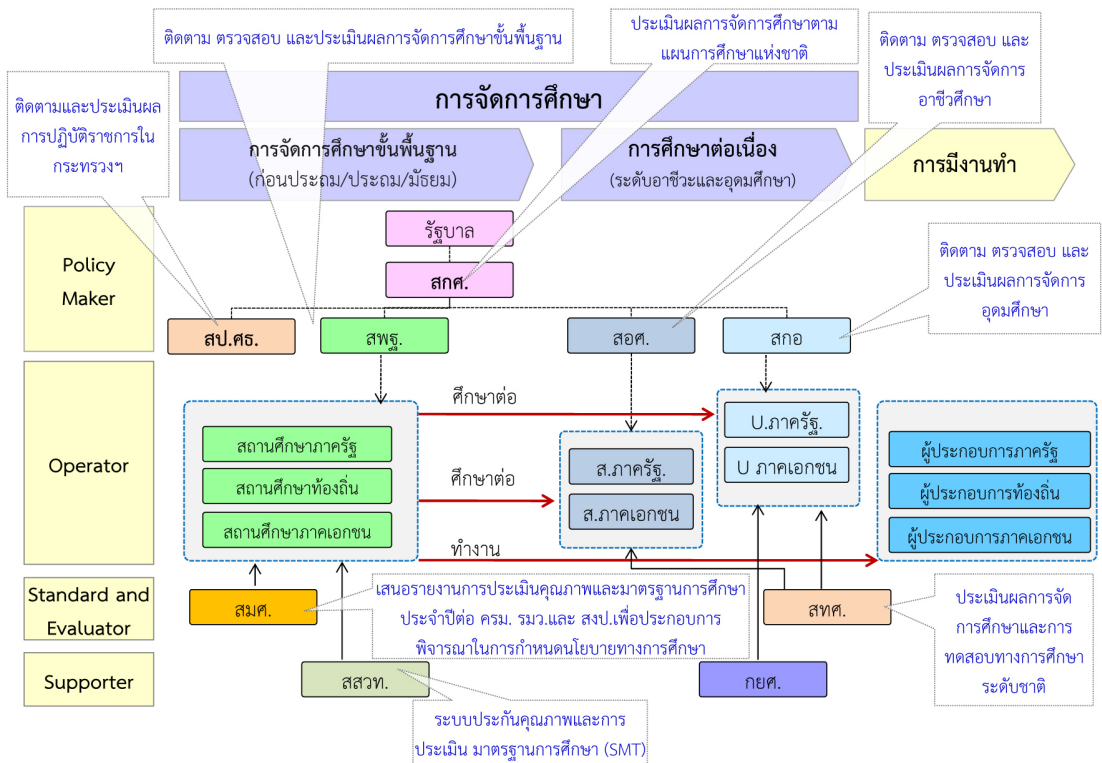 ติดตาม ตรวจสอบ และประเมินผลการจัดการศึกษาขั้นพื้นฐาน
ประเมินผลการจัดการศึกษาตาม
แผนการศึกษาแห่งชาติ
ติดตาม ตรวจสอบ และ
ประเมินผลการจัดการ
อาชีวศึกษา
ติดตามและประเมินผล
การปฏิบัติราชการใน
กระทรวงฯ
การจัดการศึกษา
การจัดการศึกษาขั้นพื้นฐาน
(ก่อนประถม/ประถม/มัธยม)
การศึกษาต่อเนื่อง
(ระดับอาชีวะและอุดมศึกษา)
การมีงานทำ
Policy
Maker
รัฐบาล
สกศ.
ติดตาม ตรวจสอบ และ
ประเมินผลการจัดการ
อุดมศึกษา
สป.ศธ.
สพฐ.
สอศ.
สกอ
Operator
สถานศึกษาภาครัฐ
สถานศึกษาท้องถิ่น
สถานศึกษาภาคเอกชน
ศึกษาต่อ
ศึกษาต่อ
ทำงาน
ส.ภาครัฐ.
ส.ภาคเอกชน
U.ภาครัฐ.
U ภาคเอกชน
ผู้ประกอบการภาครัฐ
ผู้ประกอบการท้องถิ่น
ผู้ประกอบการภาคเอกชน
Standard and
Evaluator
สมศ.
เสนอรายงานการประเมินคุณภาพและมาตรฐานการศึกษา
ประจำปีต่อ ครม. รมว.และ สงป.เพื่อประกอบการ
พิจารณาในการกำหนดนโยบายทางการศึกษา
สทศ.
ประเมินผลการจัด
การศึกษาและการ
ทดสอบทางการศึกษา
ระดับชาติ
Supporter
สสวท.
กยศ.
ระบบประกันคุณภาพและการ
ประเมิน มาตรฐานการศึกษา (SMT)